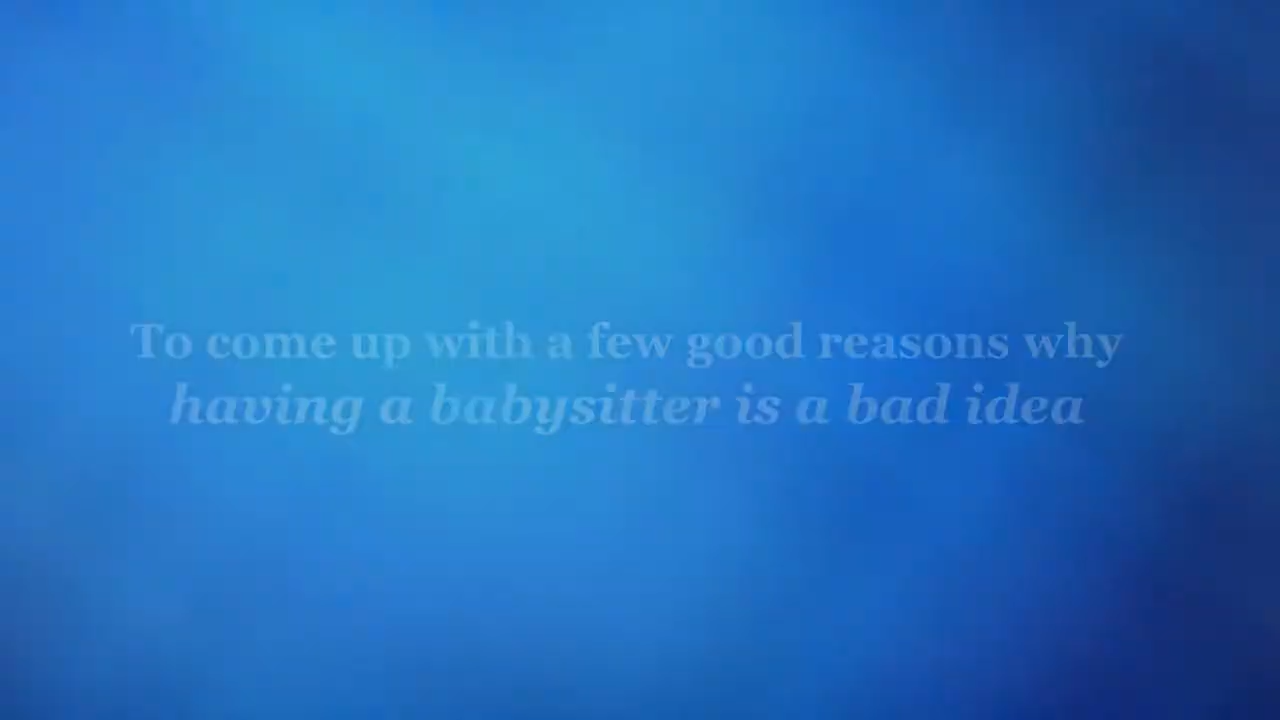 To come up with a few good reasons why
having a babysitter is a bad idea